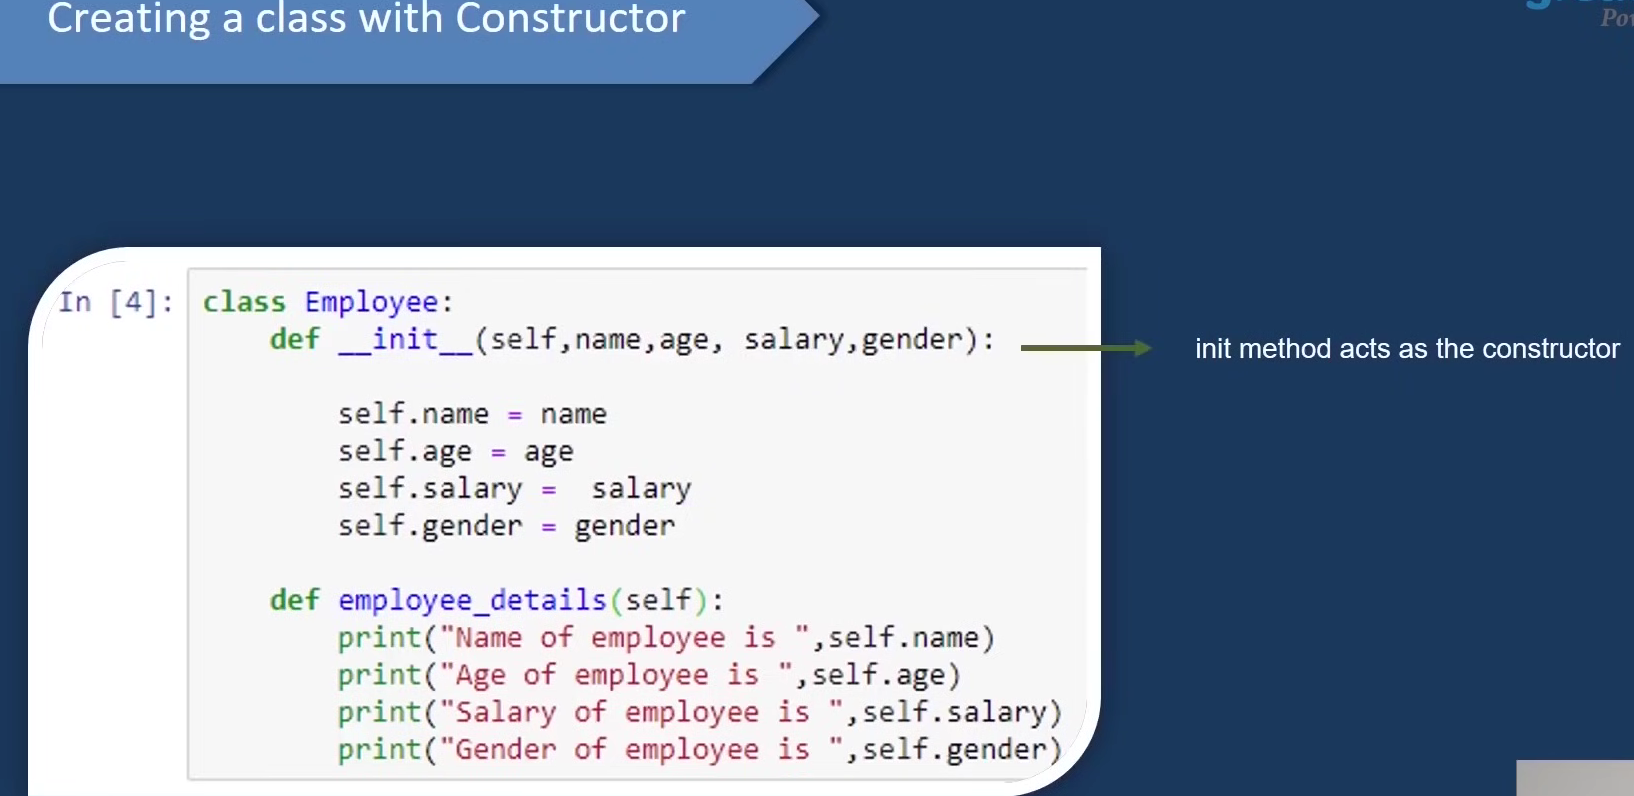 Creating a class with Constructor
In [4]: class Employee:
def __init__(self,name,age, salary,gender):
init method acts as the constructor
self.name = name
self.age = age
self.salary =  salary
self.gender = gender
def employee_details(self):
print("Name of employee is ",self.name)
print("Age of employee is ",self.age)
print("Salary of employee is ",self.salary)
print("Gender of employee is ",self.gender)